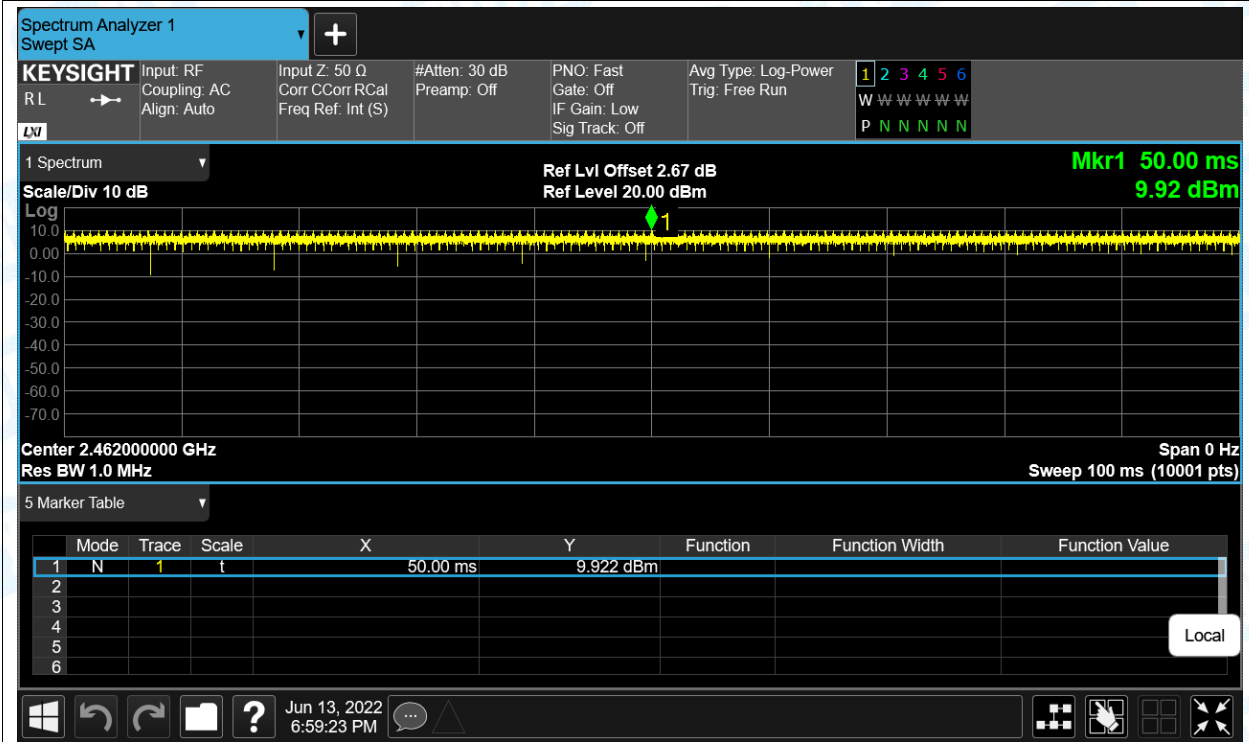 Spectrum Analyzer 1
Swept SA
KEYSIGHT Input: RF Input Z: 50 Ω #Atten: 30 dB PNO: Fast Avg Type: Log-Power 1 2 3 4 5 6
R L Coupling: AC Corr CCorr RCal Preamp: Off Gate: Off Trig: Free Run W W W W W W
Align: Auto Freq Ref: Int (S) IF Gain: Low
LXI Sig Track: Off P N N N N N
1 Spectrum Ref Lvl Offset 2.67 dB Mkr1 50.00 ms
Scale/Div 10 dB Ref Level 20.00 dBm 9.92 dBm
Log
1
10.0
0.00
-10.0
-20.0
-30.0
-40.0
-50.0
-60.0
-70.0
Center 2.462000000 GHz Span 0 Hz
Res BW 1.0 MHz Sweep 100 ms (10001 pts)
5 Marker Table
Mode Trace Scale X Y Function Function Width Function Value
1 N 1 t 50.00 ms 9.922 dBm
2
3
4
5
6
Local
?
Jun 13, 2022
6:59:23 PM